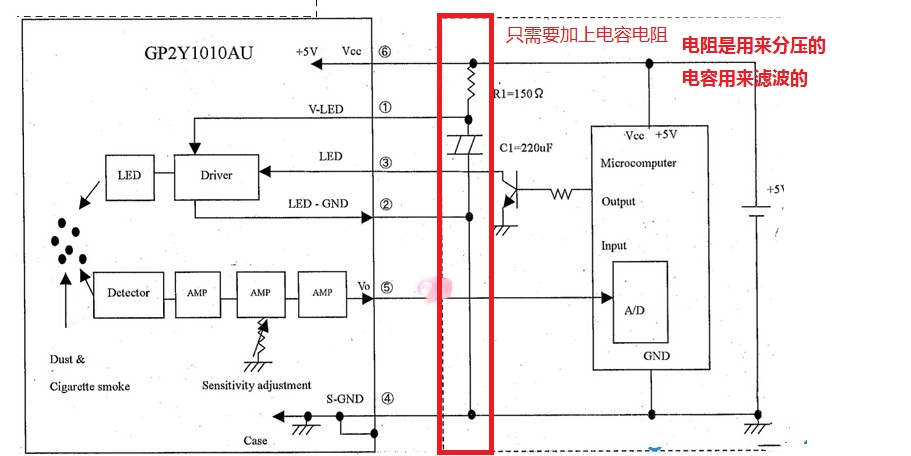 GP2Y1010AU
+5V Vcc ⑥
只需要加上电容电阻
电阻是用来分压的
电容用来滤波的
R1=150Ω
V-LED ①
C1=220uF
Vcc +5V
Microcomputer
LED ③
LED
Driver
Output
+5V
LED - GND ②
Input
Vo ⑤
Detector
AMP
AMP
AMP
A/D
GND
Dust &
Cigarette smoke
Sensitivity adjustment
S-GND ④
Case